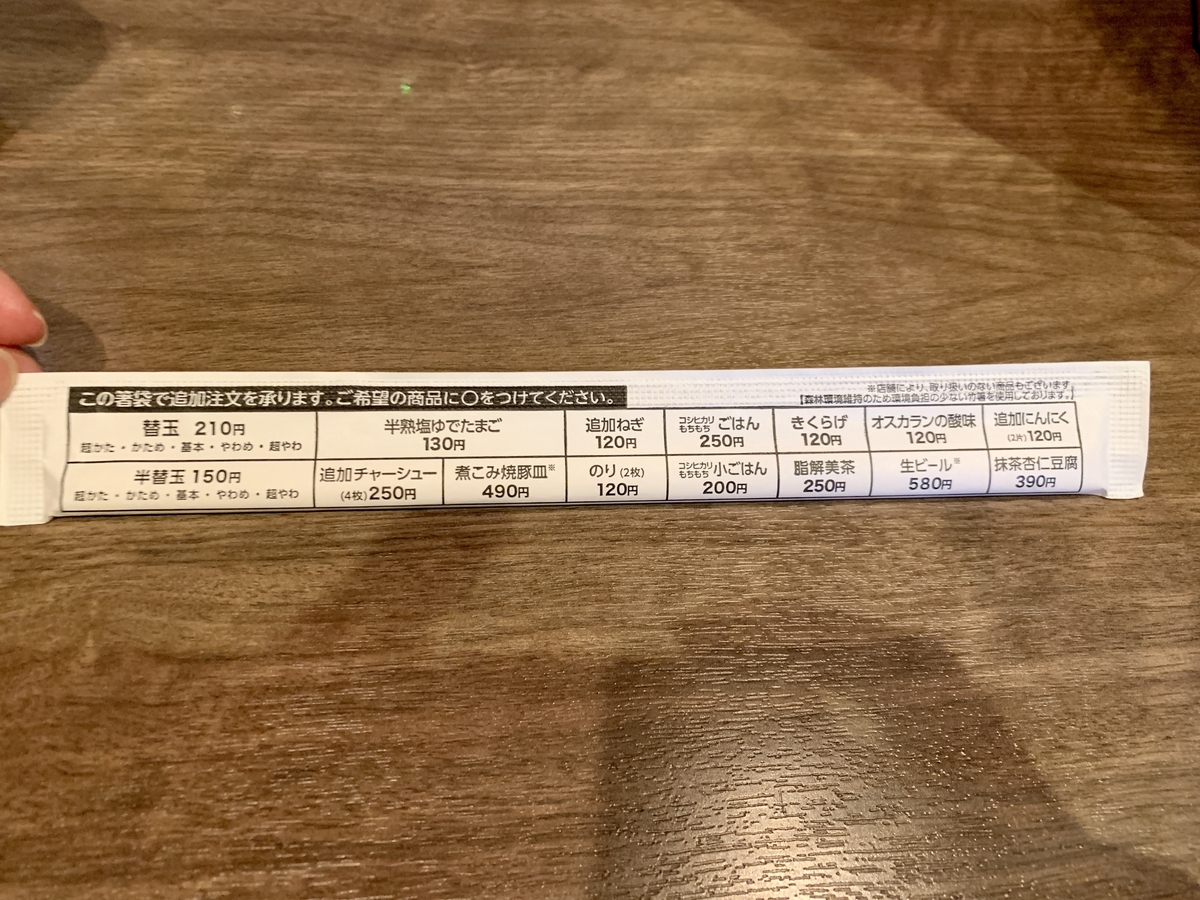 この箸袋で追加注文を承ります。ご希望の商品に〇をつけてください。
※店舗により、取り扱いのない商品もございます。
【森林環境維持のため環境負担の少ない竹箸を使用しております。】
替玉 210円
超かた・かため・基本・やわめ・超やわ
半熟塩ゆでたまご
130円
追加ねぎ
120円
コシヒカリもちもち ごはん
250円
きくらげ
120円
オスカランの酸味
120円
追加にんにく
(2片)120円
半替玉 150円
超かた・かため・基本・やわめ・超やわ
追加チャーシュー
(4枚)250円
煮こみ焼豚皿※
490円
のり(2枚)
120円
コシヒカリもちもち 小ごはん
200円
脂解美茶
250円
生ビール※
580円
抹茶杏仁豆腐
390円